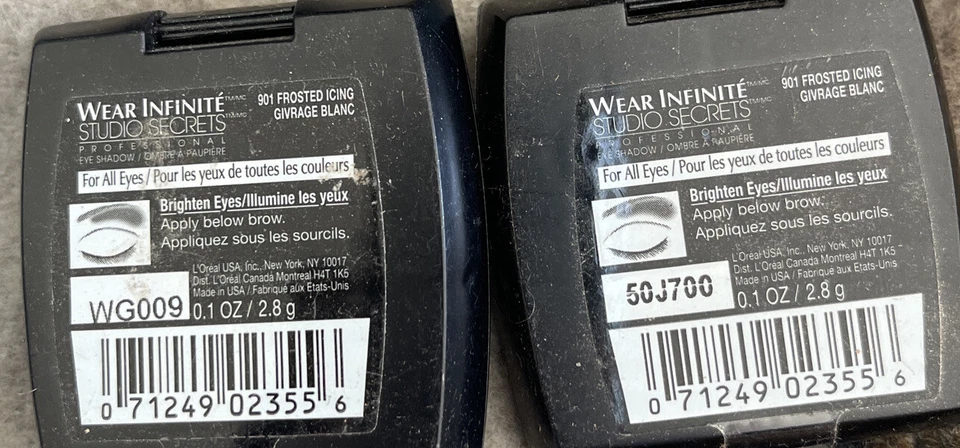 WEAR INFINITÉ TM/MC
STUDIO SECRETS TM/MC
PROFESSIONAL
EYE SHADOW / OMBRE À PAUPIÈRE
901 FROSTED ICING
GIVRAGE BLANC
For All Eyes / Pour les yeux de toutes les couleurs
Brighten Eyes/Illumine les yeux
Apply below brow.
Appliquez sous les sourcils.
L'Oréal USA, Inc., New York, NY 10017
Dist. L'Oréal Canada Montreal H4T 1K5
Made in USA / Fabriqué aux Etats-Unis
WG009
0.1 OZ / 2.8 g
0 71249 02355 6
WEAR INFINITÉ TM/MC
STUDIO SECRETS TM/MC
PROFESSIONAL
EYE SHADOW / OMBRE À PAUPIÈRE
901 FROSTED ICING
GIVRAGE BLANC
For All Eyes / Pour les yeux de toutes les couleurs
Brighten Eyes/Illumine les yeux
Apply below brow.
Appliquez sous les sourcils.
L'Oréal USA, Inc., New York, NY 10017
Dist. L'Oréal Canada Montreal H4T 1K5
Made in USA / Fabriqué aux Etats-Unis
50J700
0.1 OZ / 2.8 g
0 71249 02355 6